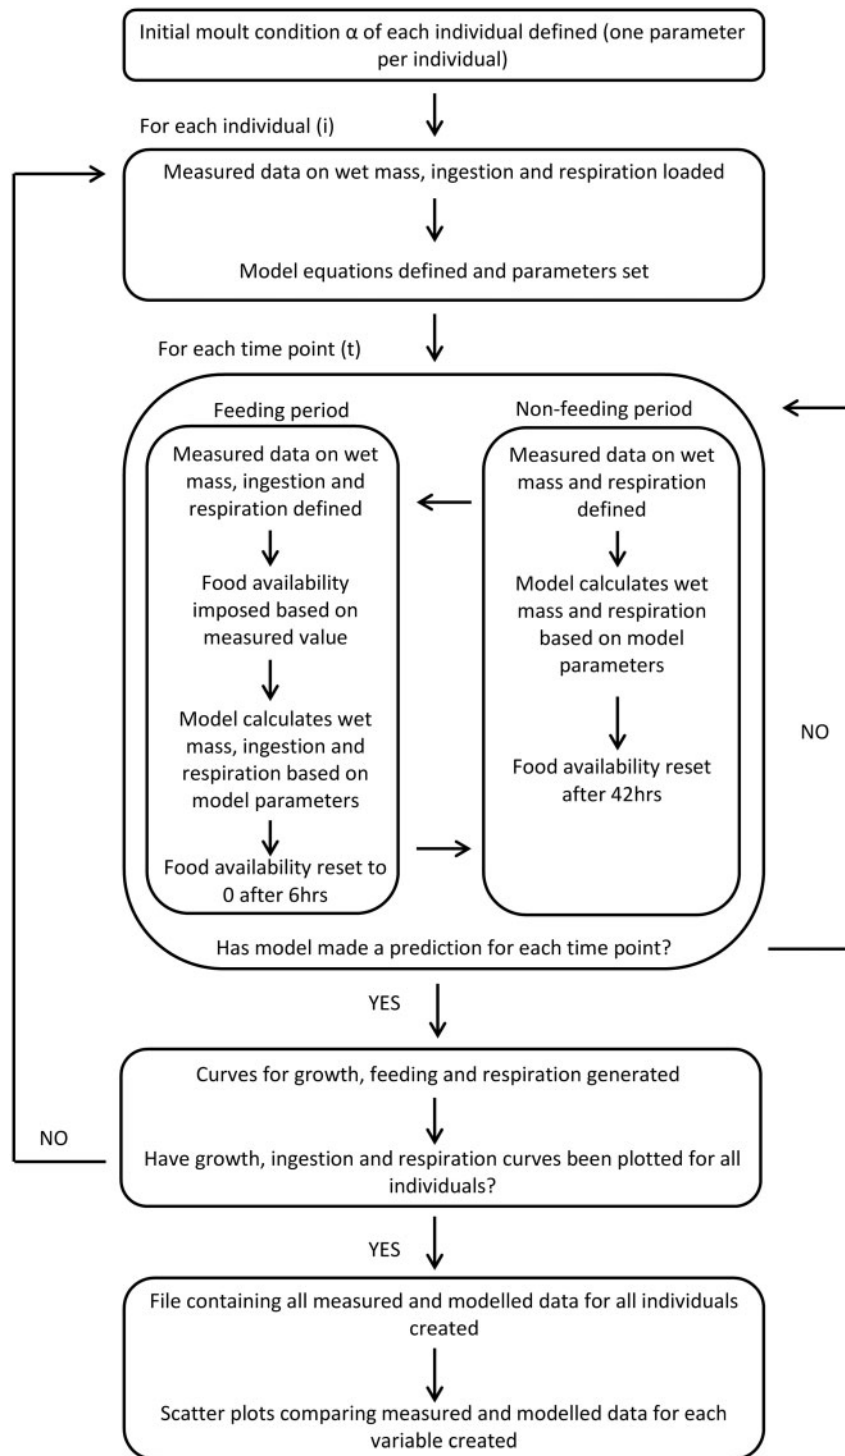 Initial moult condition α of each individual defined (one parameter
per individual)
For each individual (i)
Measured data on wet mass, ingestion and respiration loaded
Model equations defined and parameters set
For each time point (t)
Feeding period
Measured data on wet
mass, ingestion and
respiration defined
Food availability
imposed based on
measured value
Model calculates wet
mass, ingestion and
respiration based on
model parameters
Food availability reset to
0 after 6hrs
Non-feeding period
Measured data on wet
mass and respiration
defined
Model calculates wet
mass and respiration
based on model
parameters
Food availability reset
after 42hrs
NO
Has model made a prediction for each time point?
YES
Curves for growth, feeding and respiration generated
NO
Have growth, ingestion and respiration curves been plotted for all
individuals?
YES
File containing all measured and modelled data for all individuals
created
Scatter plots comparing measured and modelled data for each
variable created